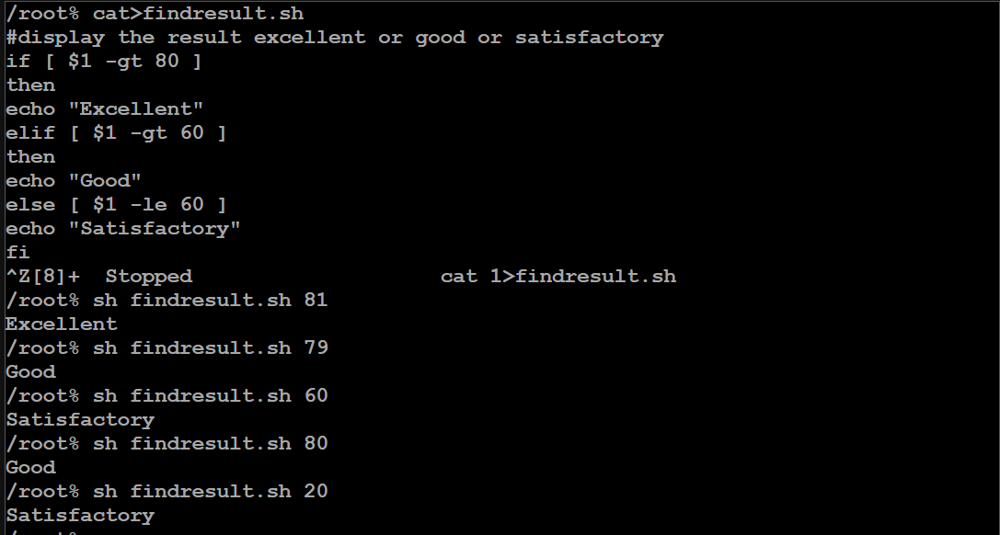 /root% cat>findresult.sh
#display the result excellent or good or satisfactory
if [ $1 -gt 80 ]
then
echo "Excellent"
elif [ $1 -gt 60 ]
then
echo "Good"
else [ $1 -le 60 ]
echo "Satisfactory"
fi
^Z[8]+  Stopped                    cat 1>findresult.sh
/root% sh findresult.sh 81
Excellent
/root% sh findresult.sh 79
Good
/root% sh findresult.sh 60
Satisfactory
/root% sh findresult.sh 80
Good
/root% sh findresult.sh 20
Satisfactory